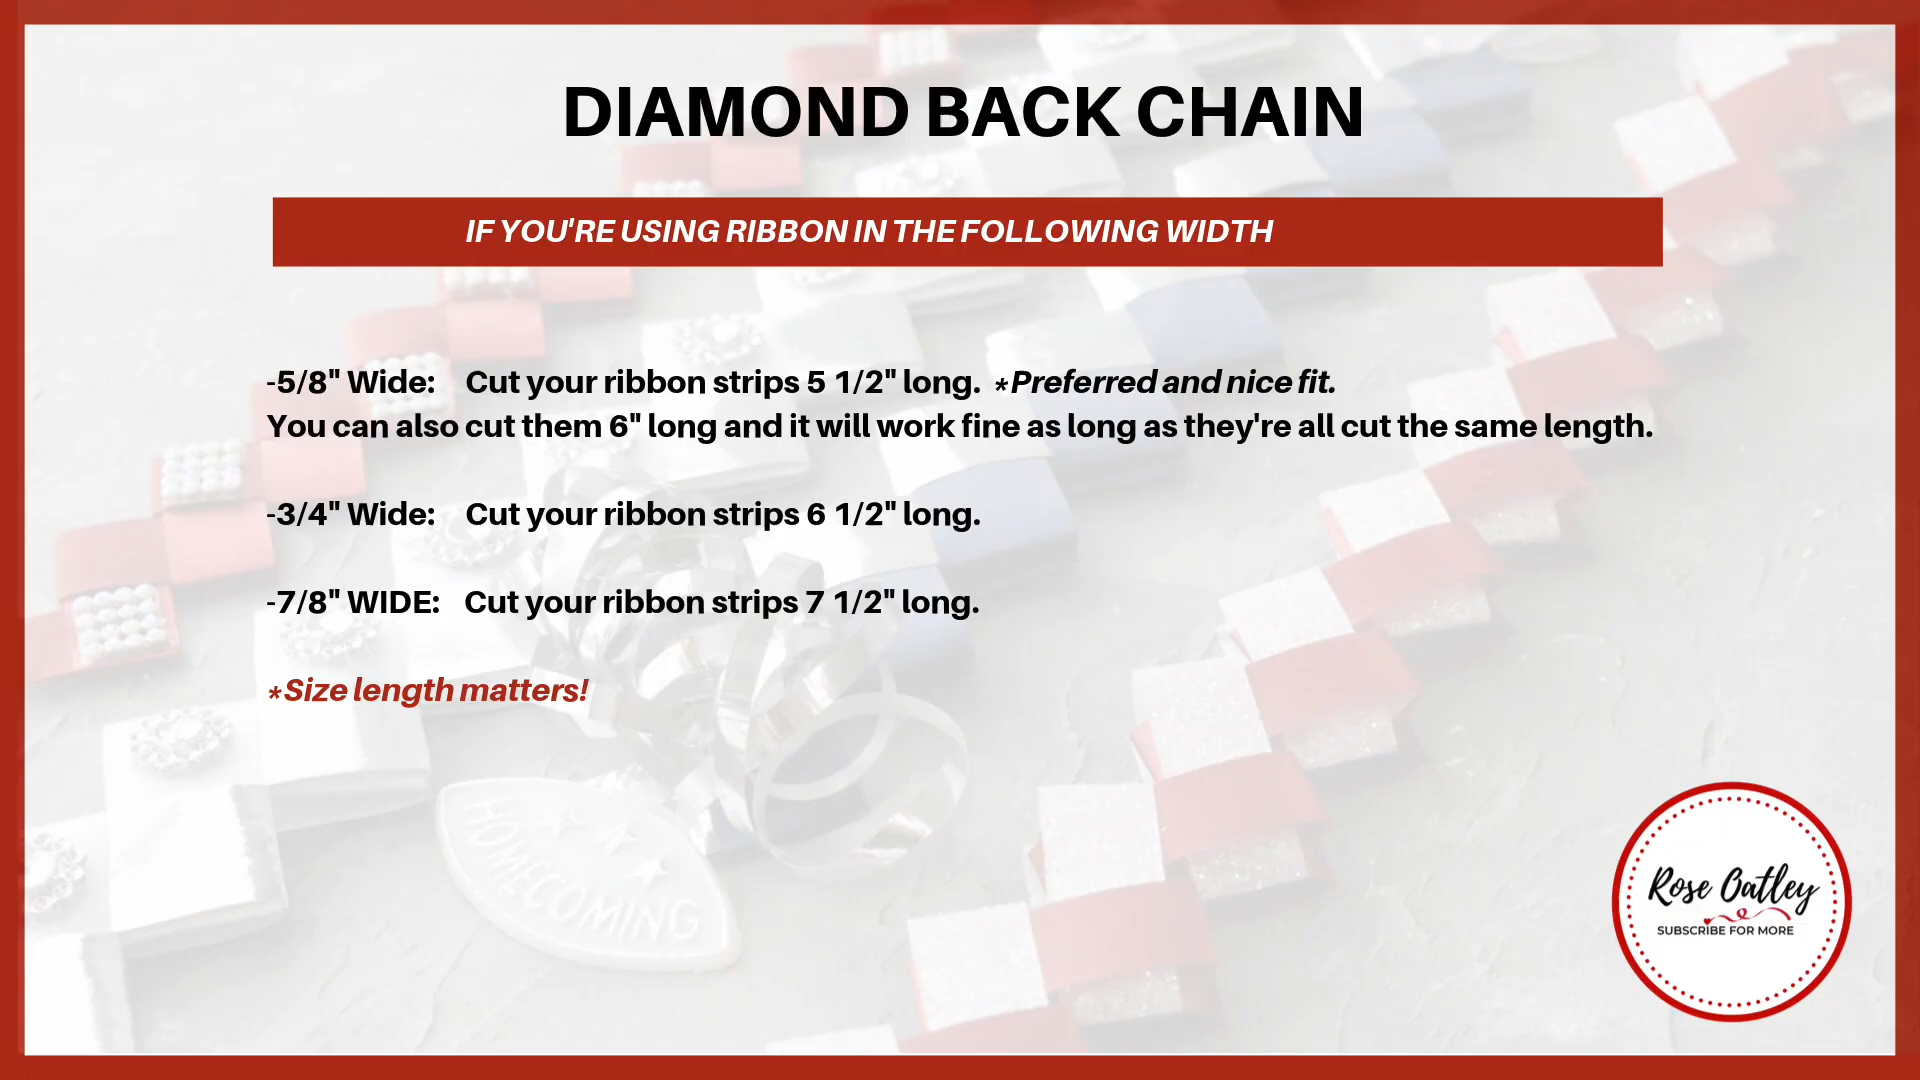 DIAMOND BACK CHAIN
IF YOU'RE USING RIBBON IN THE FOLLOWING WIDTH
-5/8" Wide: Cut your ribbon strips 5 1/2" long. *Preferred and nice fit.
You can also cut them 6" long and it will work fine as long as they're all cut the same length.
-3/4" Wide: Cut your ribbon strips 6 1/2" long.
-7/8" WIDE: Cut your ribbon strips 7 1/2" long.
*Size length matters!
HOMECOMING
Rose Oatley
SUBSCRIBE FOR MORE